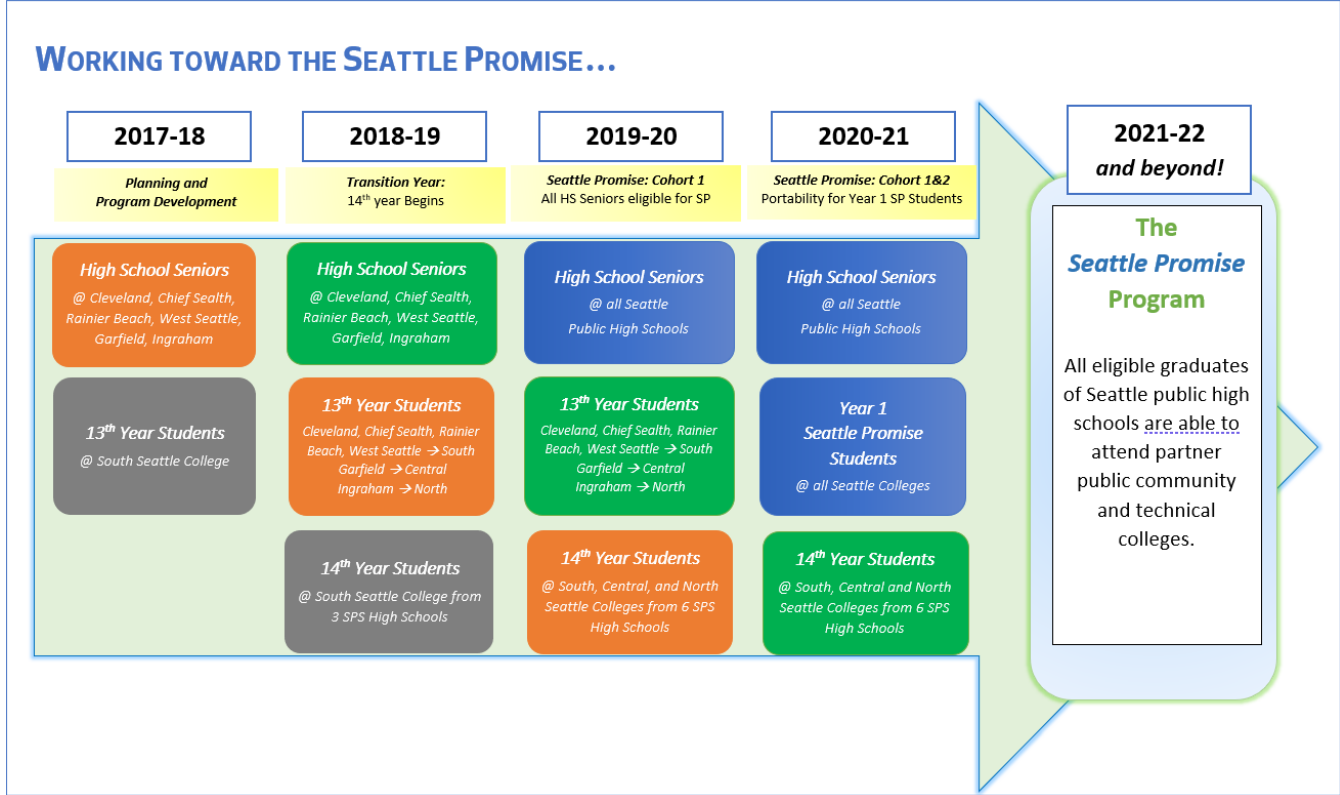 WORKING TOWARD THE SEATTLE PROMISE...
2017-18
Planning and
Program Development
High School Seniors
@ Cleveland, Chief Sealth,
Rainier Beach, West Seattle,
Garfield, Ingraham
13th Year Students
@ South Seattle College
2018-19
Transition Year:
14th year Begins
High School Seniors
@ Cleveland, Chief Sealth,
Rainier Beach, West Seattle,
Garfield, Ingraham
13th Year Students
Cleveland, Chief Sealth, Rainier
Beach, West Seattle → South
Garfield → Central
Ingraham → North
14th Year Students
@ South Seattle College from
3 SPS High Schools
2019-20
Seattle Promise: Cohort 1
All HS Seniors eligible for SP
High School Seniors
@ all Seattle
Public High Schools
13th Year Students
Cleveland, Chief Sealth, Rainier
Beach, West Seattle → South
Garfield → Central
Ingraham → North
14th Year Students
@ South, Central, and North
Seattle Colleges from 6 SPS
High Schools
2020-21
Seattle Promise: Cohort 1&2
Portability for Year 1 SP Students
High School Seniors
@ all Seattle
Public High Schools
Year 1
Seattle Promise
Students
@ all Seattle Colleges
14th Year Students
@ South, Central and North
Seattle Colleges from 6 SPS
High Schools
2021-22
and beyond!
The
Seattle Promise
Program
All eligible graduates
of Seattle public high
schools are able to
attend partner
public community
and technical
colleges.